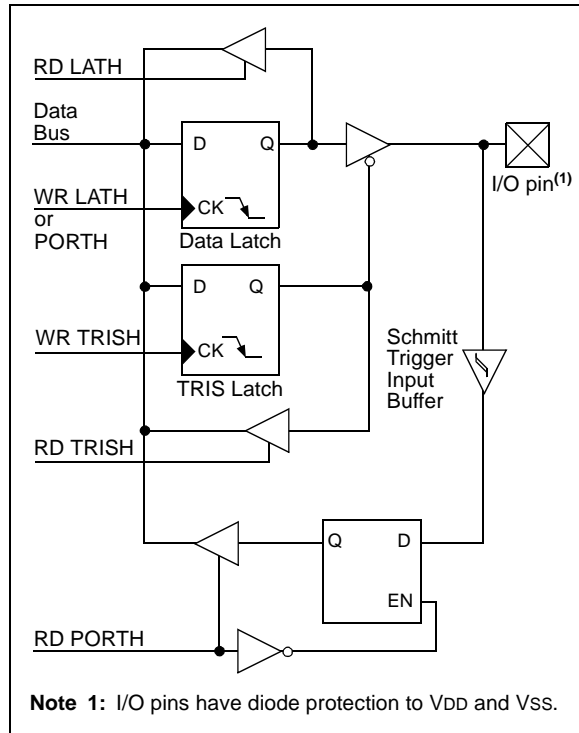 RD LATH
Data
Bus
D Q
I/O pin(1)
WR LATH
or
PORTH
CK
Data Latch
D Q
WR TRISH
CK
TRIS Latch
Schmitt
Trigger
Input
Buffer
RD TRISH
Q D
EN
RD PORTH
Note 1: I/O pins have diode protection to VDD and VSS.